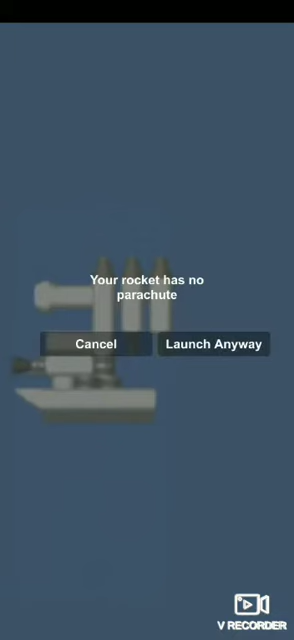 Your rocket has no
parachute
Cancel
Launch Anyway
V RECORDER